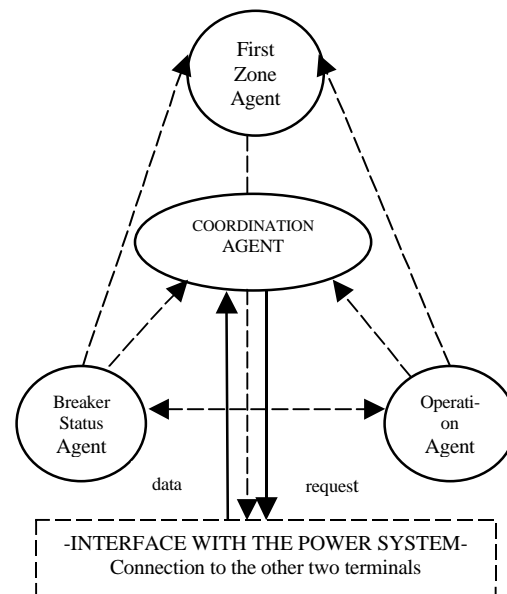 First
Zone
Agent
COORDINATION
AGENT
Breaker
Status
Agent
Operati-
on
Agent
data
request
-INTERFACE WITH THE POWER SYSTEM-
Connection to the other two terminals